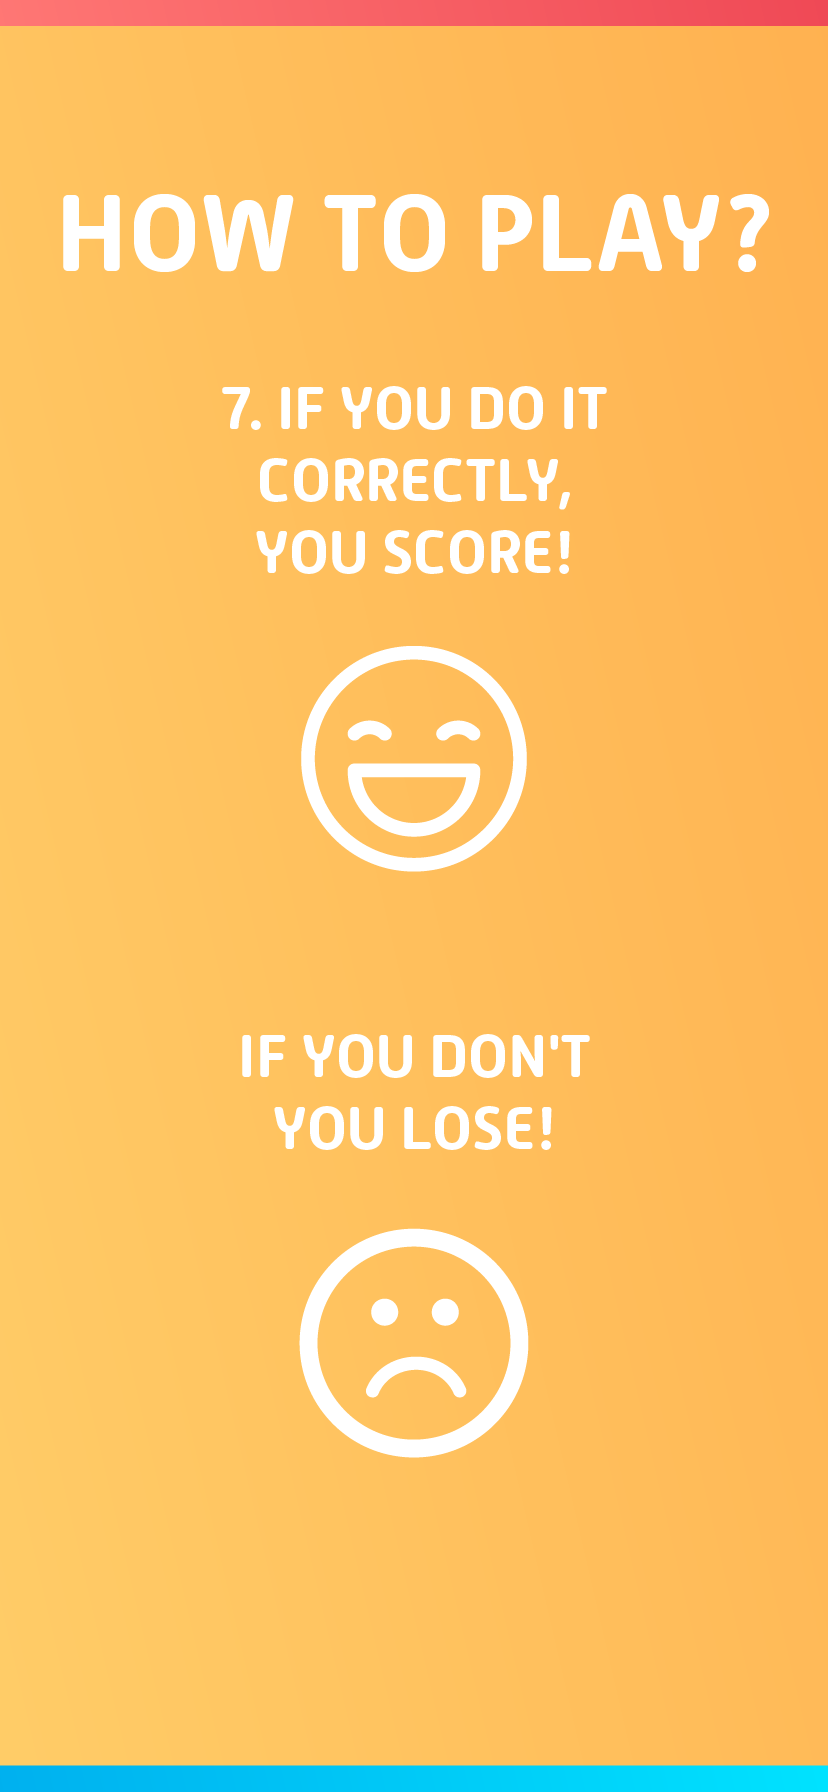 HOW TO PLAY?
7. IF YOU DO IT
CORRECTLY,
YOU SCORE!
IF YOU DON'T
YOU LOSE!